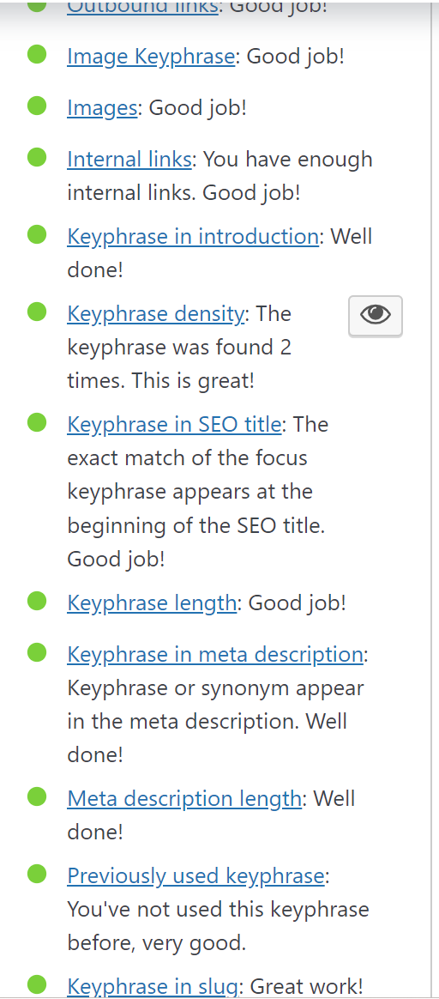 Outbound links: Good job!
Image Keyphrase: Good job!
Images: Good job!
Internal links: You have enough
internal links. Good job!
Keyphrase in introduction: Well
done!
Keyphrase density: The
keyphrase was found 2
times. This is great!
Keyphrase in SEO title: The
exact match of the focus
keyphrase appears at the
beginning of the SEO title.
Good job!
Keyphrase length: Good job!
Keyphrase in meta description:
Keyphrase or synonym appear
in the meta description. Well
done!
Meta description length: Well
done!
Previously used keyphrase:
You've not used this keyphrase
before, very good.
Keyphrase in slug: Great work!